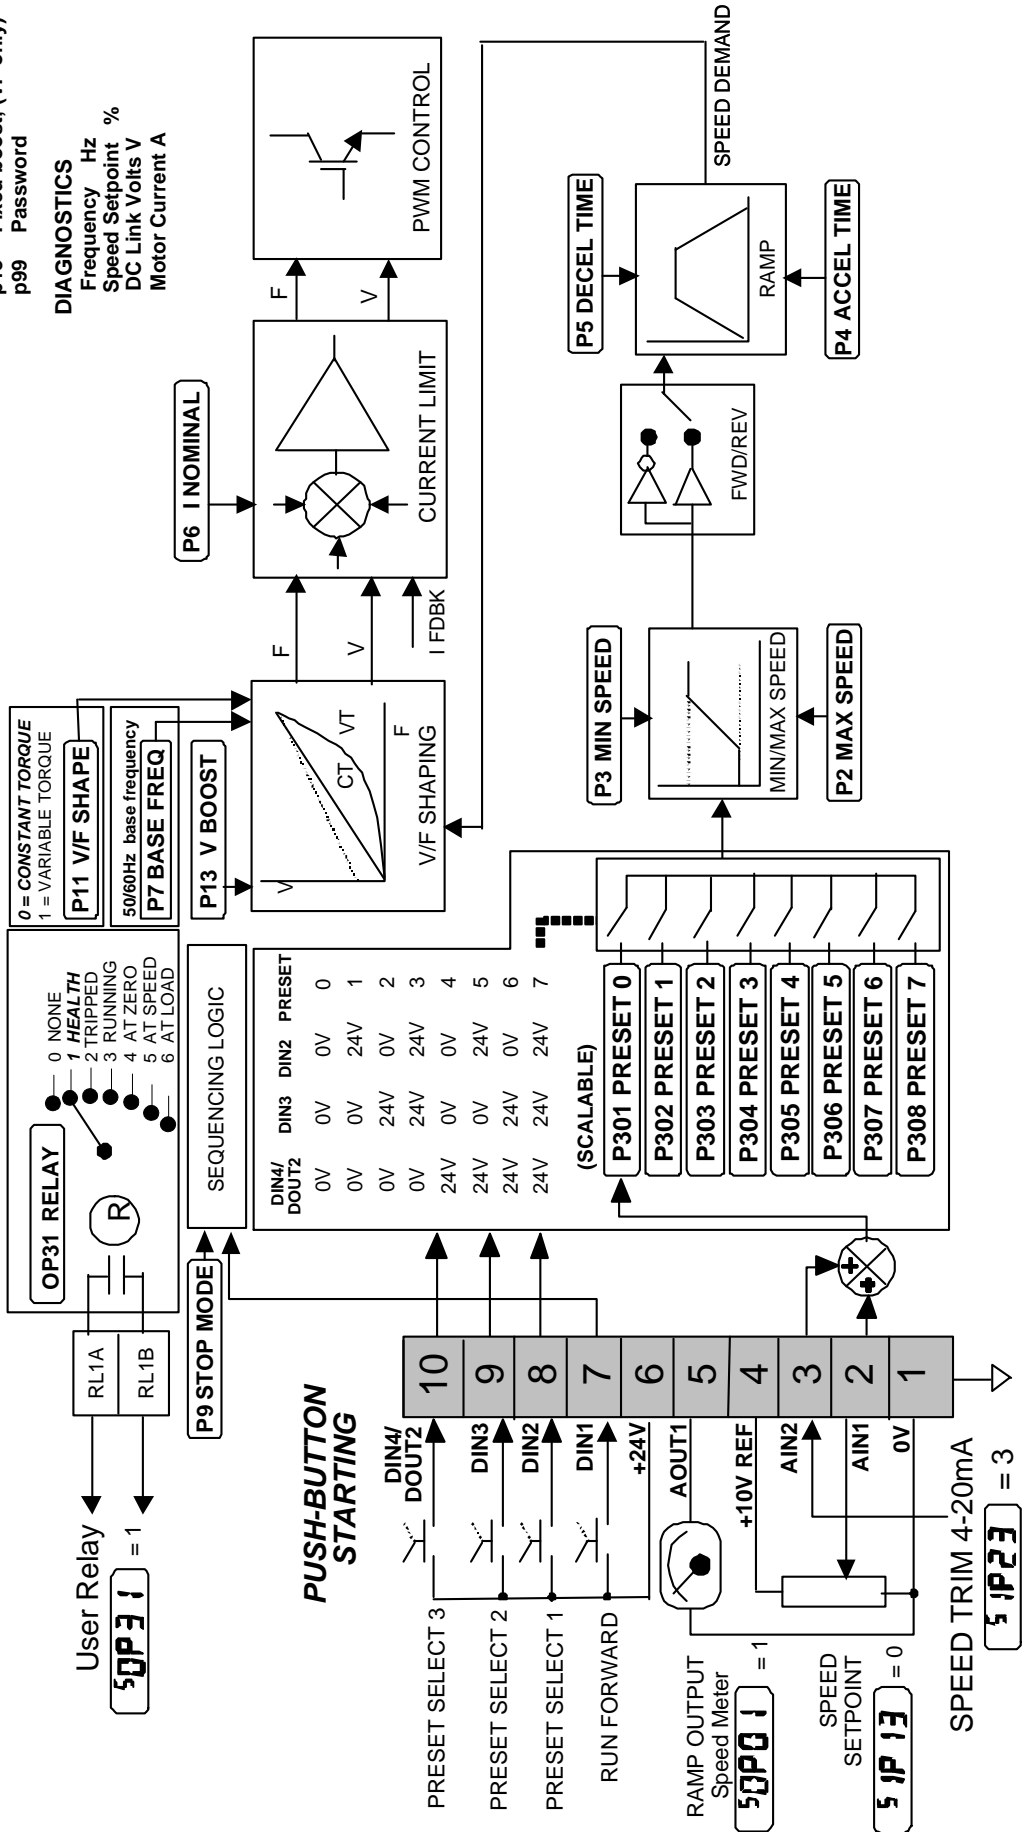 p99 Password
DIAGNOSTICS
Frequency Hz
Speed Setpoint %
DC Link Volts V
Motor Current A
User Relay
SOP31 = 1
RL1A
RL1B
OP31 RELAY
R
0 NONE
1 HEALTH
2 TRIPPED
3 RUNNING
4 AT ZERO
5 AT SPEED
6 AT LOAD
0 = CONSTANT TORQUE
1 = VARIABLE TORQUE
P11 V/F SHAPE
50/60Hz base frequency
P7 BASE FREQ
P13 V BOOST
P9 STOP MODE
SEQUENCING LOGIC
V
CT
VT
F
V/F SHAPING
F
V
I FDBK
P6 I NOMINAL
CURRENT LIMIT
F
V
PWM CONTROL
PUSH-BUTTON
STARTING
PRESET SELECT 3
PRESET SELECT 2
PRESET SELECT 1
RUN FORWARD
DIN4/
DOUT2
DIN3
DIN2
DIN1
+24V
AOUT1
+10V REF
AIN2
AIN1
0V
10
9
8
7
6
5
4
3
2
1
RAMP OUTPUT
Speed Meter
SOP01 = 1
SPEED
SETPOINT
SIP13 = 0
SPEED TRIM 4-20mA
SIP23 = 3
DIN4/
DOUT2 DIN3 DIN2 PRESET
0V 0V 0V 0
0V 0V 24V 1
0V 24V 0V 2
0V 24V 24V 3
24V 0V 0V 4
24V 0V 24V 5
24V 24V 0V 6
24V 24V 24V 7
(SCALABLE)
P301 PRESET 0
P302 PRESET 1
P303 PRESET 2
P304 PRESET 3
P305 PRESET 4
P306 PRESET 5
P307 PRESET 6
P308 PRESET 7
P3 MIN SPEED
MIN/MAX SPEED
P2 MAX SPEED
FWD/REV
P5 DECEL TIME
RAMP
P4 ACCEL TIME
SPEED DEMAND